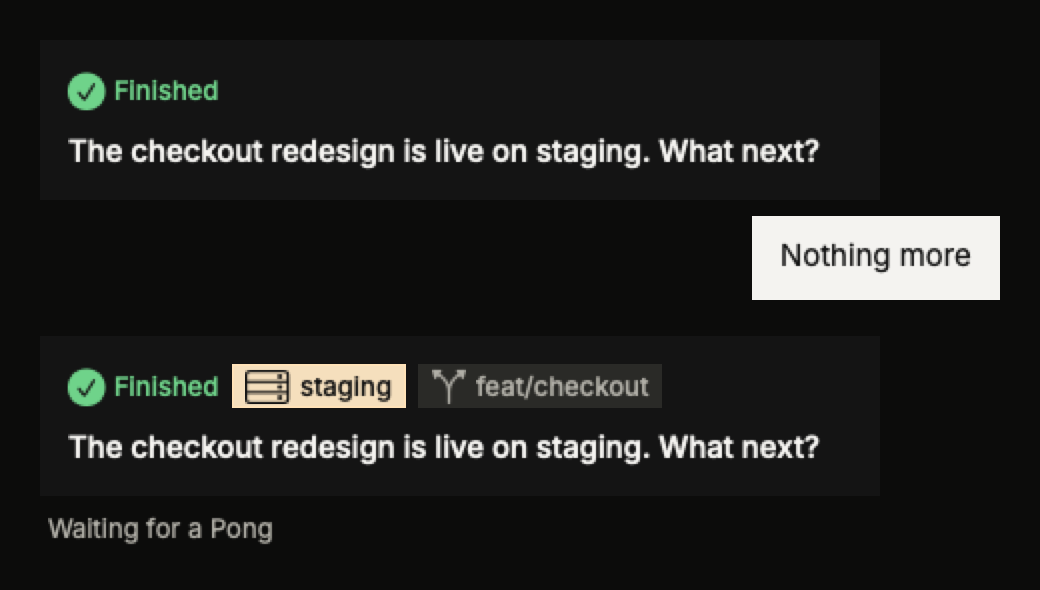 Finished
The checkout redesign is live on staging. What next?
Nothing more
Finished staging feat/checkout
The checkout redesign is live on staging. What next?
Waiting for a Pong